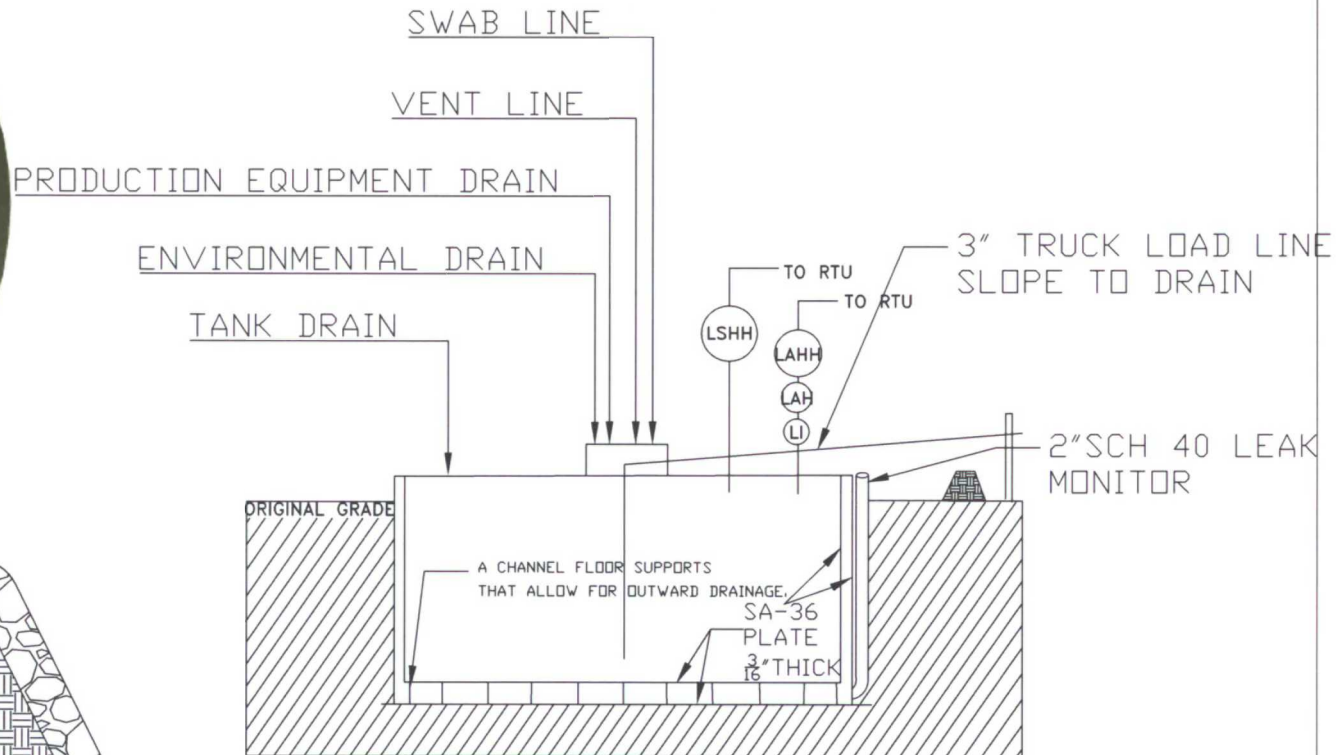 SWAB LINE
VENT LINE
PRODUCTION EQUIPMENT DRAIN
ENVIRONMENTAL DRAIN
TANK DRAIN
3" TRUCK LOAD LINE
SLOPE TO DRAIN
TO RTU
TO RTU
LSHH
LAHH
LAH
LI
2"SCH 40 LEAK
MONITOR
ORIGINAL GRADE
A CHANNEL FLOOR SUPPORTS
THAT ALLOW FOR OUTWARD DRAINAGE.
SA-36
PLATE
3/16"THICK